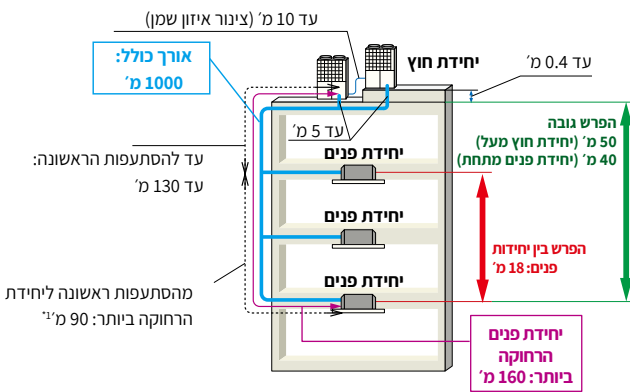 עד 10 מ׳ (צינור איזון שמן)
אורך כולל:
1000 מ׳
יחידת חוץ
עד 0.4 מ׳
עד 5 מ׳
הפרש גובה
50 מ׳ (יחידת חוץ מעל)
40 מ׳ (יחידת פנים מתחת)
יחידת פנים
עד להסתעפות הראשונה:
עד 130 מ׳
יחידת פנים
הפרש בין יחידות
פנים: 18 מ׳
יחידת פנים
מהסתעפות ראשונה ליחידת
הרחוקה ביותר: 90 מ׳*1
יחידת פנים
הרחוקה
ביותר: 160 מ׳